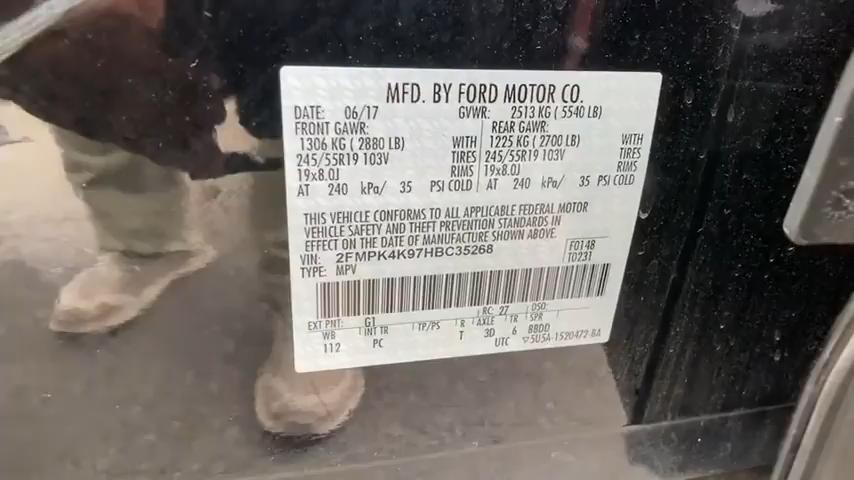 MFD. BY FORD MOTOR CO.
DATE: 06/17 GVWR: 2513 KG ( 5540 LB)
FRONT GAWR: REAR GAWR:
1306 KG ( 2880 LB) WITH 1225 KG ( 2700 LB) WITH
245/55R19 103V TIRES 245/55R19 103V TIRES
19x8.0J RIMS 19x8.0J RIMS
AT 240 kPa/ 35 PSI COLD AT 240 kPa/ 35 PSI COLD
THIS VEHICLE CONFORMS TO ALL APPLICABLE FEDERAL MOTOR
VEHICLE SAFETY AND THEFT PREVENTION STANDARDS IN
EFFECT ON THE DATE OF MANUFACTURE SHOWN ABOVE.
VIN: 2FMPK4K97HBC35268 F0148
TYPE: MPV T0231
EXT PNT: G1 RC: 27 DSO:
WB INT TR TP/PS R AXLE TR SPR
112 PC T 3D 6 BBDD
UTC ▽5U5A-1520472-BA